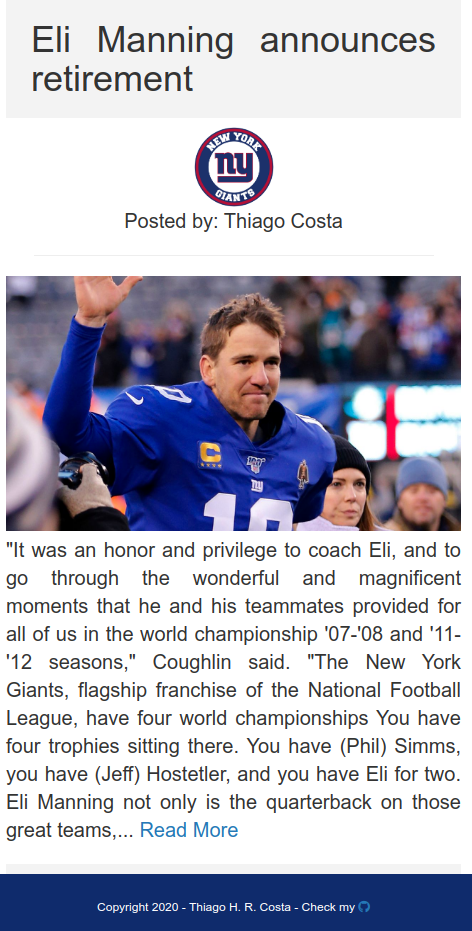 Eli Manning announces
retirement
NEW YORK
ny
GIANTS
Posted by: Thiago Costa
C
100
ny
10
"It was an honor and privilege to coach Eli, and to
go through the wonderful and magnificent
moments that he and his teammates provided for
all of us in the world championship '07-'08 and '11-
'12 seasons," Coughlin said. "The New York
Giants, flagship franchise of the National Football
League, have four world championships You have
four trophies sitting there. You have (Phil) Simms,
you have (Jeff) Hostetler, and you have Eli for two.
Eli Manning not only is the quarterback on those
great teams,... Read More
Copyright 2020 - Thiago H. R. Costa - Check my